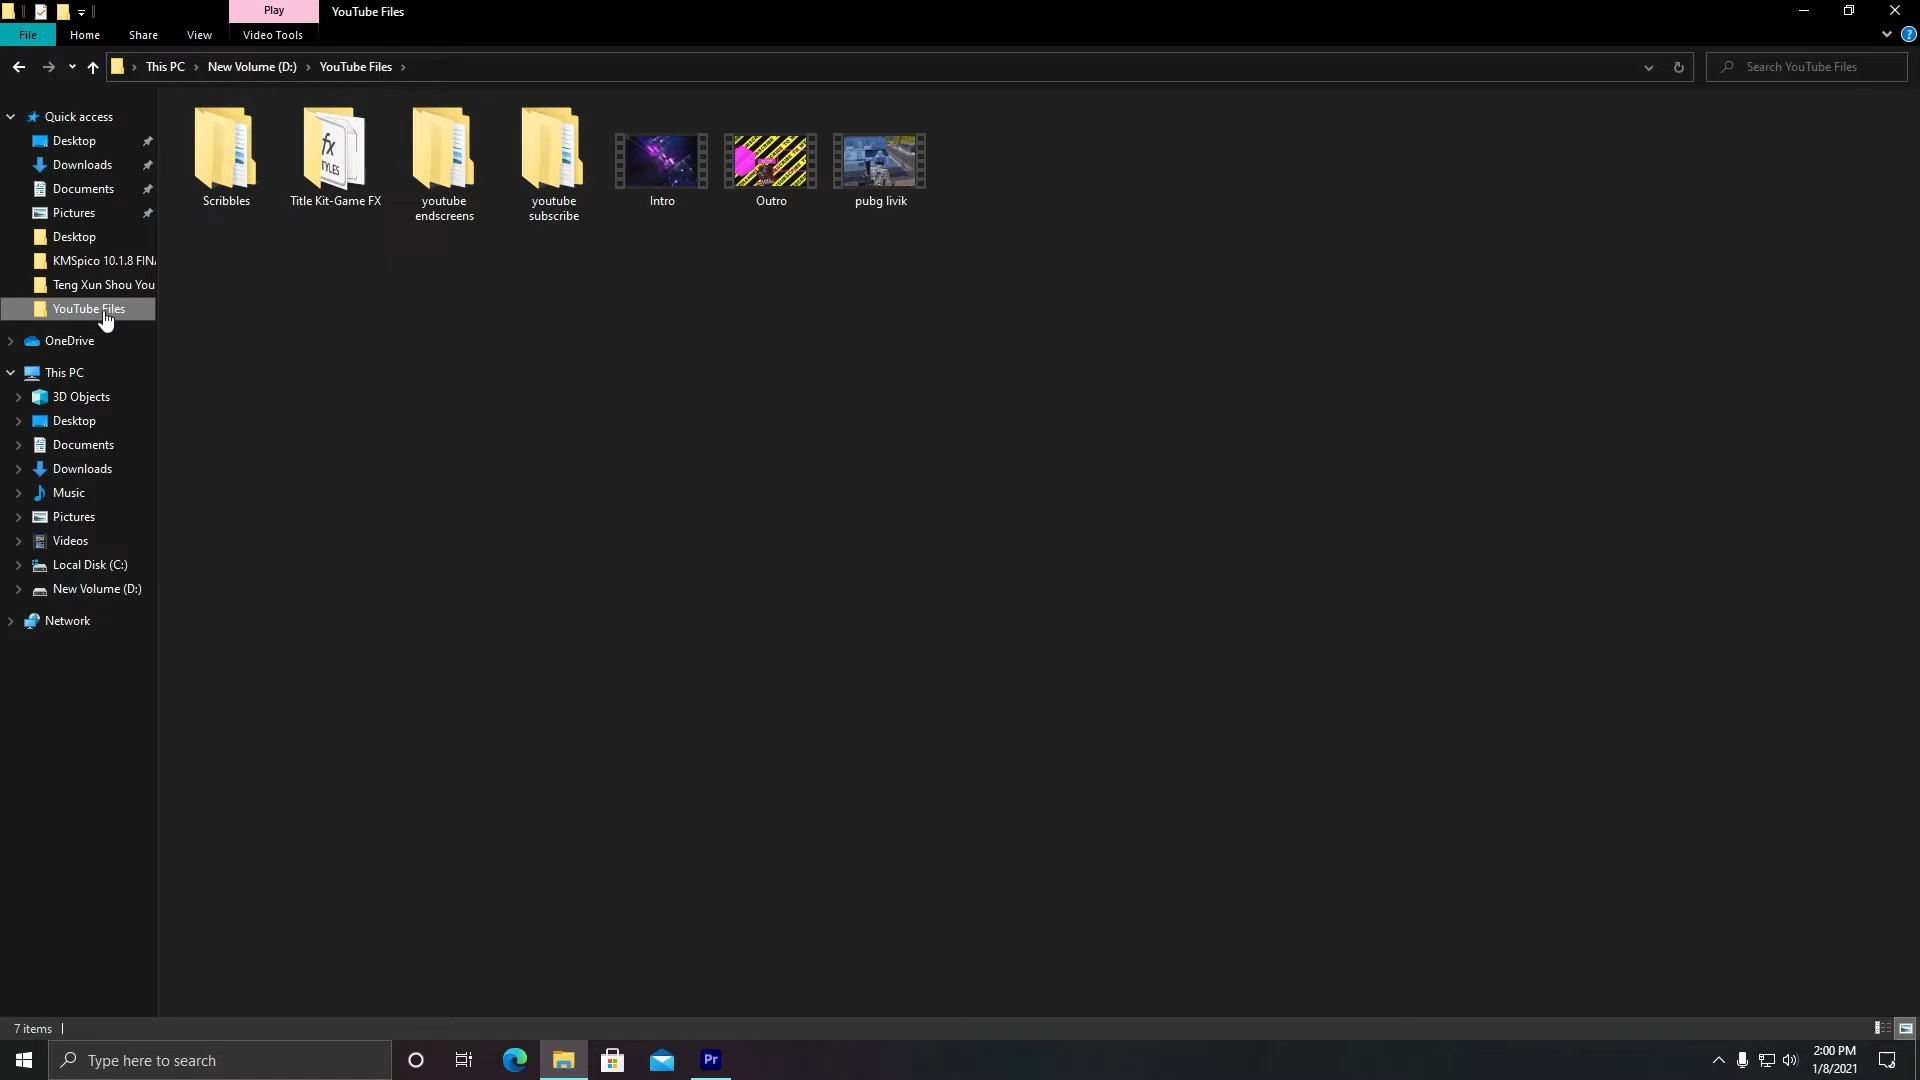 Play
YouTube Files
File
Home
Share
View
Video Tools
This PC
New Volume (D:)
YouTube Files
Search YouTube Files
Quick access
Desktop
Downloads
Documents
Pictures
Desktop
KMSpico 10.1.8 FIN
Teng Xun Shou You
YouTube Files
OneDrive
This PC
3D Objects
Desktop
Documents
Downloads
Music
Pictures
Videos
Local Disk (C:)
New Volume (D:)
Network
fx
TYLES
Scribbles
Title Kit-Game FX
youtube
endscreens
youtube
subscribe
Intro
Outro
pubg livik
7 items
Type here to search
Pr
2:00 PM
1/8/2021